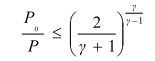 P₀/P ≤ (2/(γ + 1))^(γ/(γ−1))